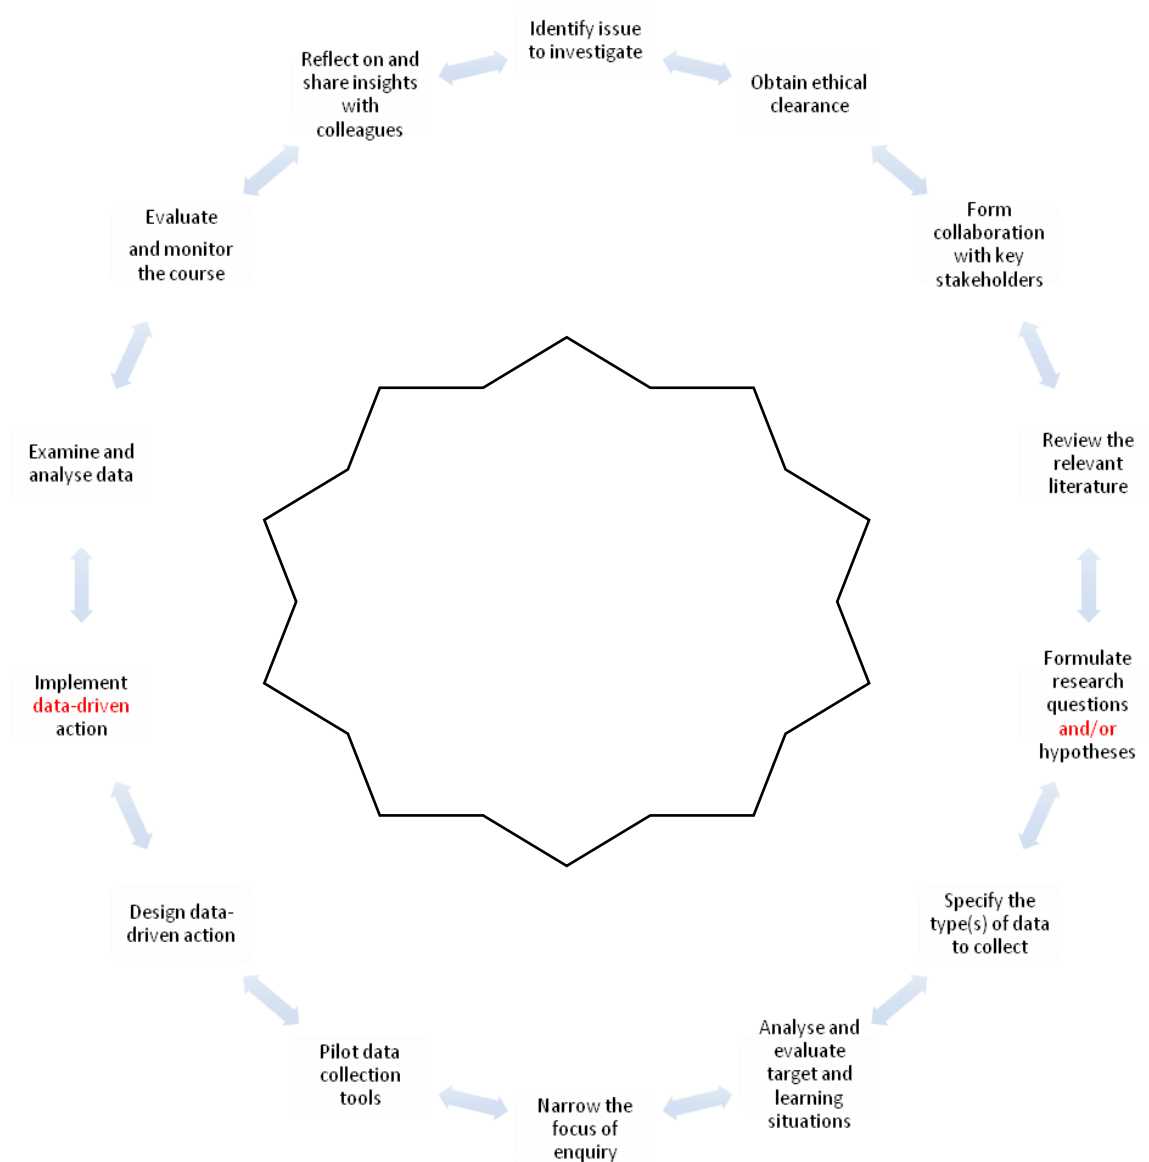 Identify issue
to investigate
Obtain ethical
clearance
Form
collaboration
with key
stakeholders
Review the
relevant
literature
Formulate
research
questions
and/or
hypotheses
Specify the
type(s) of data
to collect
Analyse and
evaluate
target and
learning
situations
Narrow the
focus of
enquiry
Pilot data
collection
tools
Design data-
driven action
Implement
data-driven
action
Examine and
analyse data
Evaluate
and monitor
the course
Reflect on and
share insights
with
colleagues